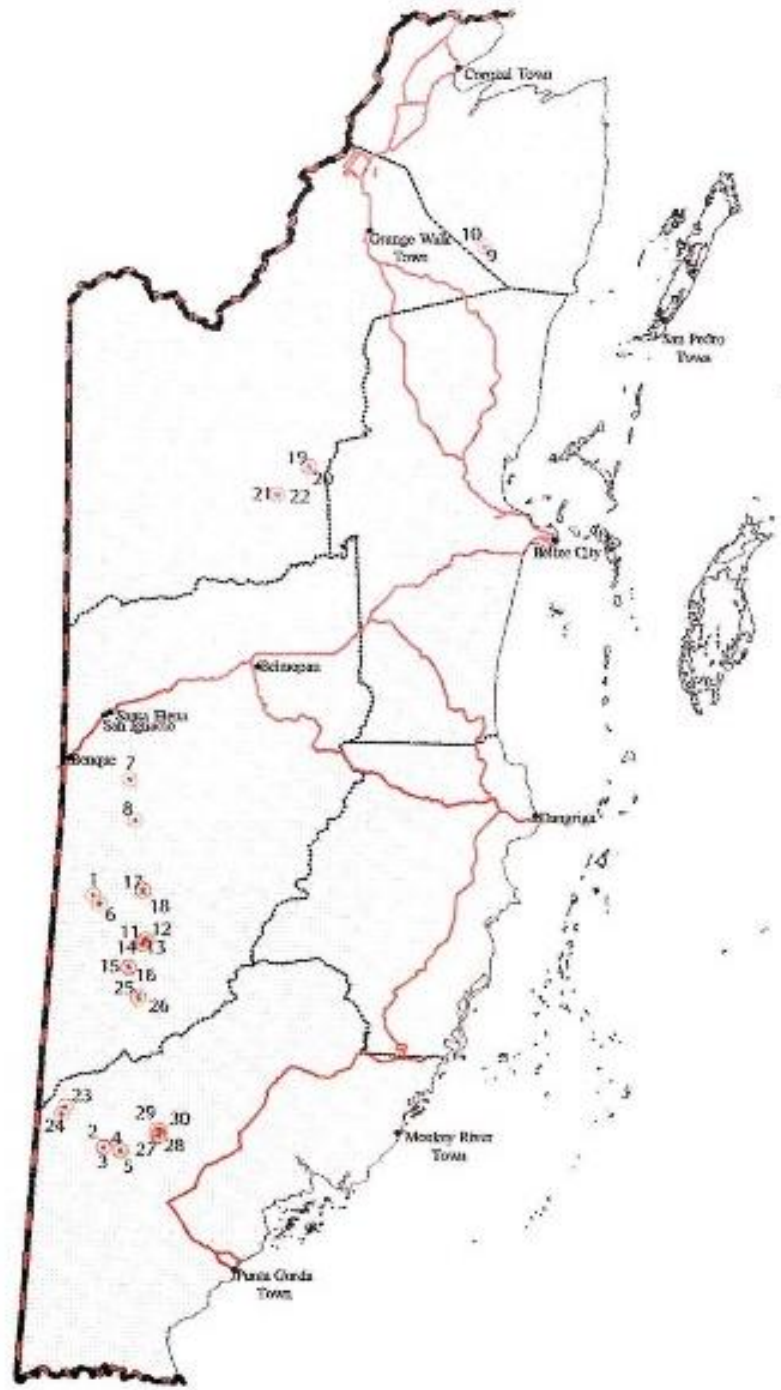 Corozal Town
10
9
Orange Walk
Town
San Pedro
Town
19
20
21
22
Belize City
Belmopan
Santa Elena
San Ignacio
Benque
7
8
Dangriga
1
6
17
18
11
12
14
13
15
16
25
26
23
24
29
30
2
4
27
28
3
5
Monkey River
Town
Punta Gorda
Town